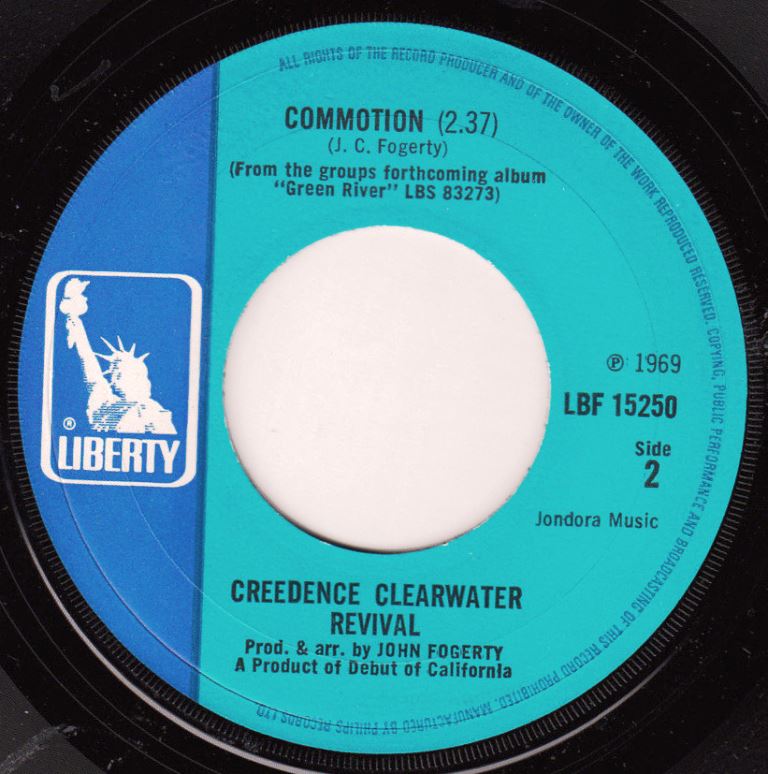 ALL RIGHTS OF THE RECORD PRODUCER AND OF THE OWNER OF THE WORK REPRODUCED RESERVED. COPYING, PUBLIC PERFORMANCE AND BROADCASTING OF THIS RECORD PROHIBITED. MANUFACTURED BY PHILIPS RECORDS LTD
COMMOTION (2.37)
(J. C. Fogerty)
(From the groups forthcoming album
"Green River" LBS 83273)
℗ 1969
LBF 15250
Side
2
Jondora Music
®
LIBERTY
CREEDENCE CLEARWATER
REVIVAL
Prod. & arr. by JOHN FOGERTY
A Product of Debut of California